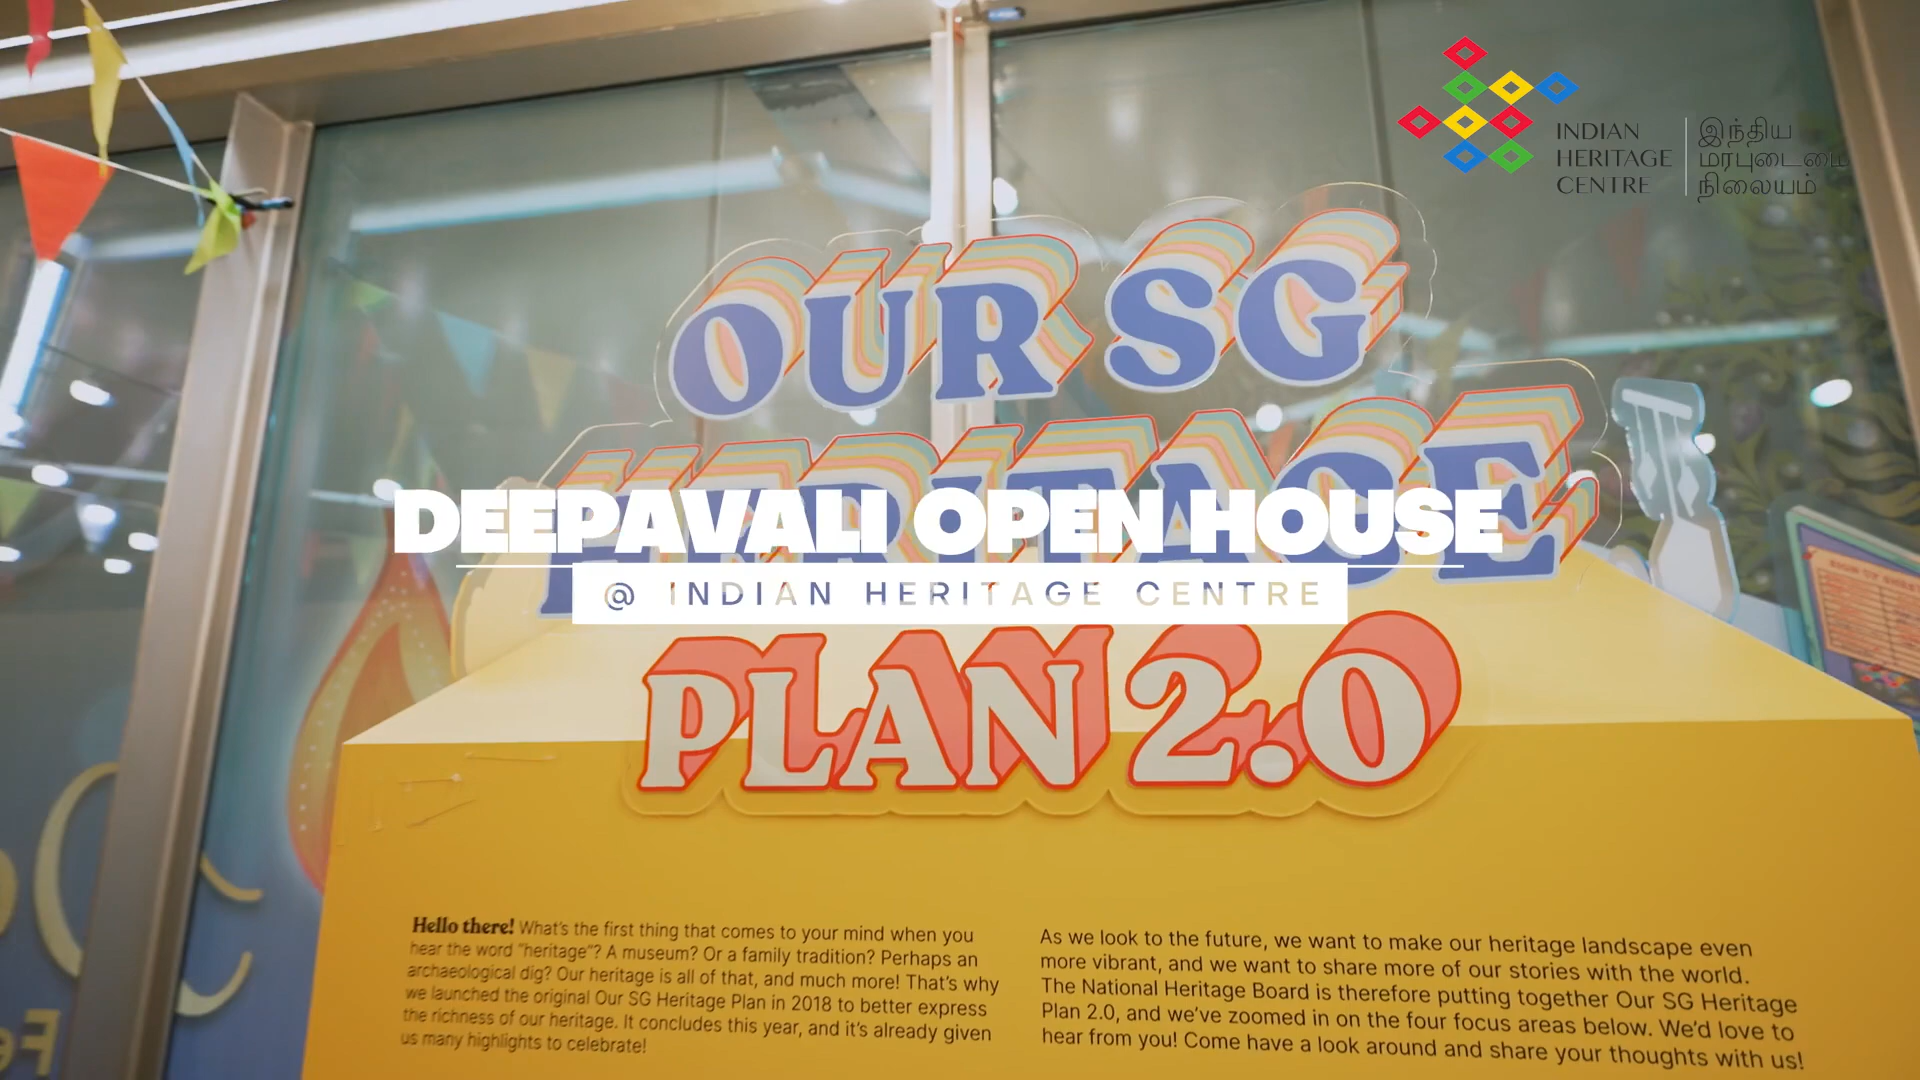 INDIAN
HERITAGE
CENTRE
இந்திய
மரபுடைமை
நிலையம்
OUR SG
HERITAGE
DEEPAVALI OPEN HOUSE
@ INDIAN HERITAGE CENTRE
PLAN 2.0
Hello there! What's the first thing that comes to your mind when you
hear the word "heritage"? A museum? Or a family tradition? Perhaps an
archaeological dig? Our heritage is all of that, and much more! That's why
we launched the original Our SG Heritage Plan in 2018 to better express
the richness of our heritage. It concludes this year, and it's already given
us many highlights to celebrate!
As we look to the future, we want to make our heritage landscape even
more vibrant, and we want to share more of our stories with the world.
The National Heritage Board is therefore putting together Our SG Heritage
Plan 2.0, and we've zoomed in on the four focus areas below. We'd love to
hear from you! Come have a look around and share your thoughts with us!